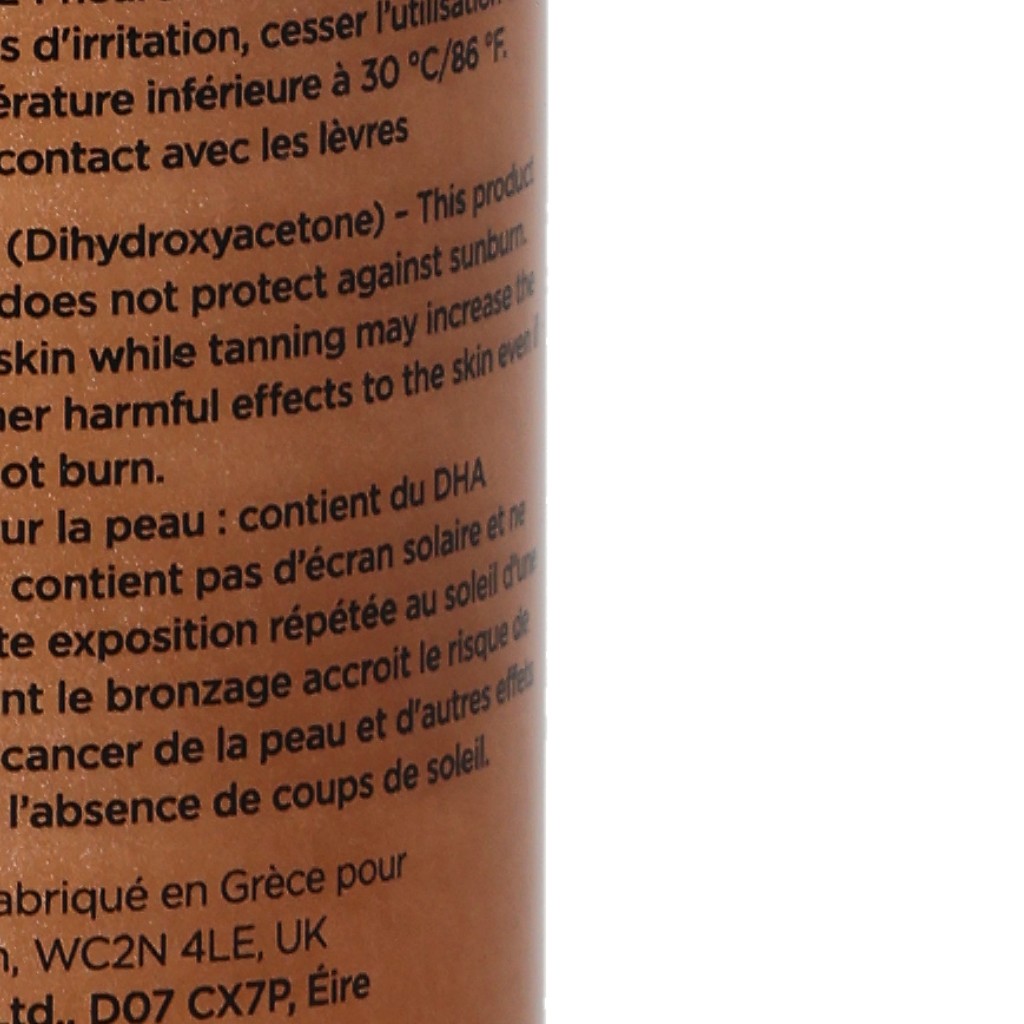 s d'irritation, cesser l'utilisation
érature inférieure à 30 °C/86 °F.
contact avec les lèvres
(Dihydroxyacetone) - This product
does not protect against sunburn.
skin while tanning may increase the
er harmful effects to the skin even
ot burn.
ur la peau : contient du DHA
contient pas d'écran solaire et ne
te exposition répétée au soleil d'une
nt le bronzage accroit le risque de
cancer de la peau et d'autres effets
l'absence de coups de soleil.
abriqué en Grèce pour
WC2N 4LE, UK
Ltd., D07 CX7P, Éire